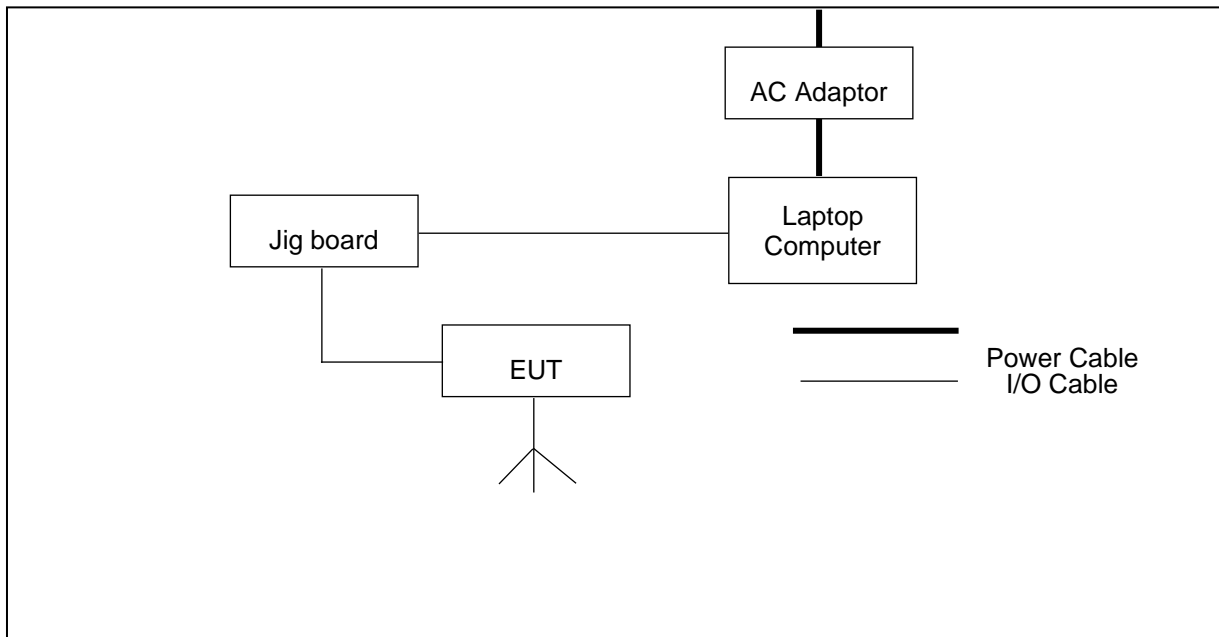 AC Adaptor
Laptop
Computer
Jig board
EUT
Power Cable
I/O Cable